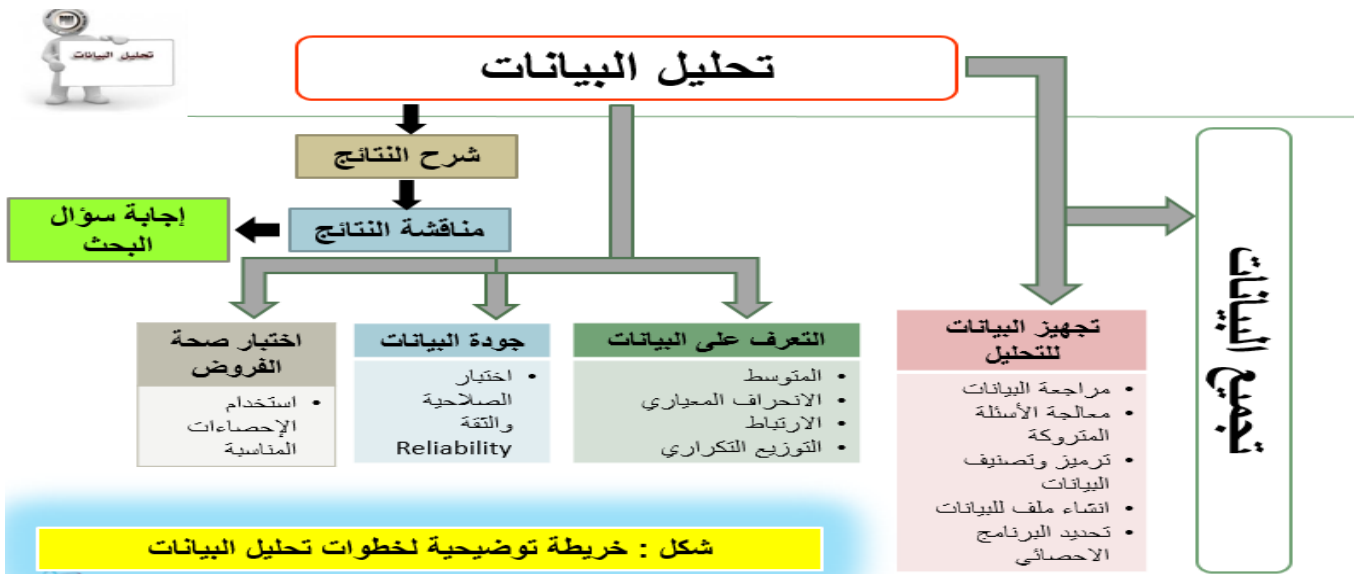 تحليل البيانات
تحليل البيانات
شرح النتائج
مناقشة النتائج
إجابة سؤال
البحث
تجميع البيانات
تجهيز البيانات
للتحليل
• مراجعة البيانات
• معالجة الأسئلة
المتروكة
• ترميز وتصنيف
البيانات
• انشاء ملف للبيانات
• تحديد البرنامج
الاحصائي
التعرف على البيانات
• المتوسط
• الانحراف المعياري
• الارتباط
• التوزيع التكراري
جودة البيانات
• اختبار
الصلاحية
والثقة
Reliability
اختبار صحة
الفروض
• استخدام
الإحصاءات
المناسبة
شكل : خريطة توضيحية لخطوات تحليل البيانات